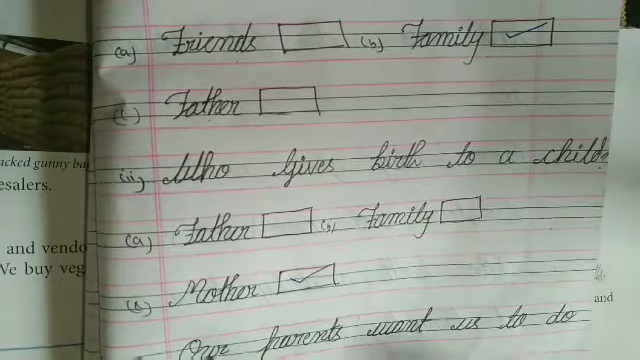 (a) Friends (b) Family
(c) Father
(ii) Who gives birth to a child?
(a) Father (b) Family
(c) Mother
Our parents want us to do
acked gunny ba
esalers.
and vendo
We buy veg
and